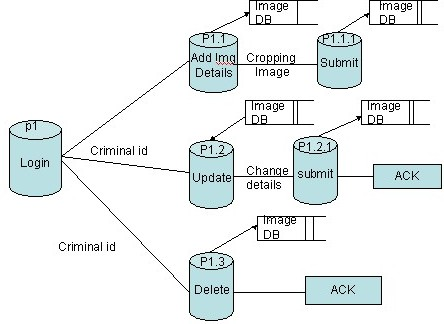 Image
DB
Image
DB
P1.1
P1.1.1
Add Img
Details
Cropping
Image
Submit
Image
DB
Image
DB
p1
Login
Criminal id
P1.2
P1.2.1
Update
Change
details
submit
ACK
Image
DB
Criminal id
P1.3
Delete
ACK